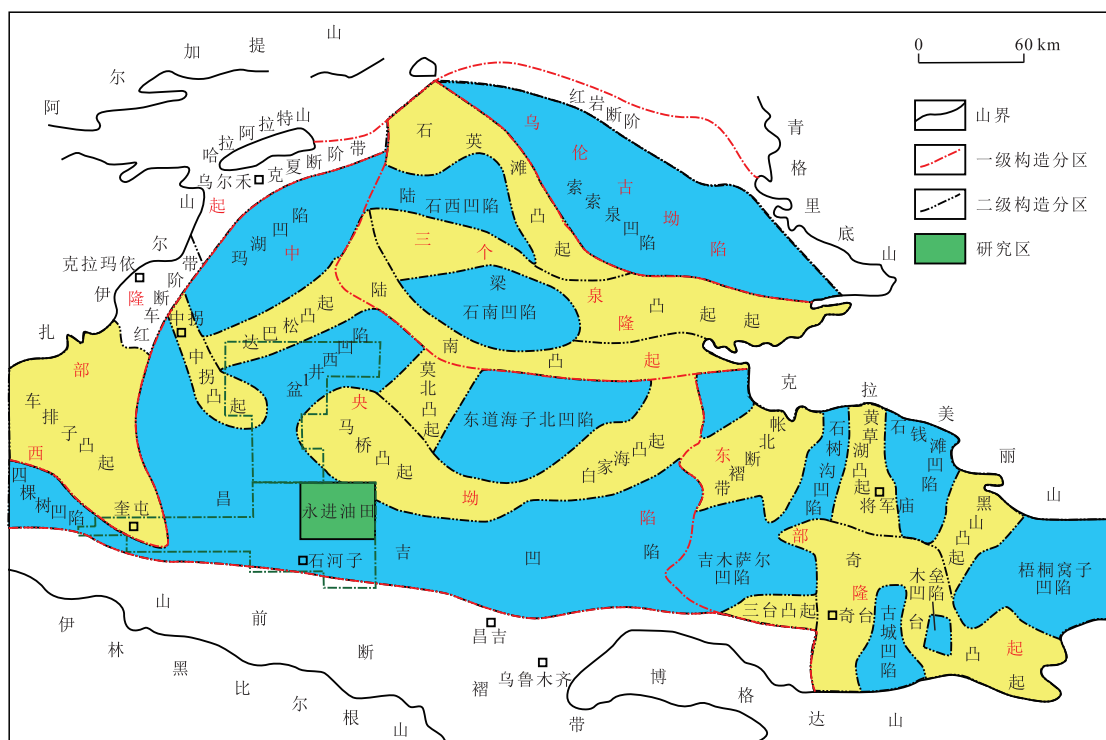 阿尔加提山
哈拉阿拉特山
乌尔禾
克夏断阶带
红岩断阶
青格里底山
0
60 km
山界
一级构造分区
二级构造分区
研究区
石英滩凸起
乌伦古坳陷
索索泉凹陷
石西凹陷
玛湖凹陷
陆
三个泉凸起
梁
隆
起
石南凹陷
陆南凸起
扎伊尔山
克拉玛依
红车断阶带
中拐
中拐凸起
达巴松凸起
盆1井西凹陷
中央坳陷
莫北凸起
马桥凸起
东道海子北凹陷
白家海凸起
西部隆起
车排子凸起
四棵树凹陷
奎屯
永进油田
石河子
昌吉凹陷
克拉美丽山
帐北断褶带
石树沟凹陷
黄草湖凸起
石钱滩凹陷
将军庙
黑山凸起
梧桐窝子
凹陷
东部隆起
吉木萨尔
凹陷
三台凸起
奇台
奇台凸起
古城凹陷
木垒
凹陷
山前断褶带
伊林黑比尔根山
昌吉
乌鲁木齐
博格达山